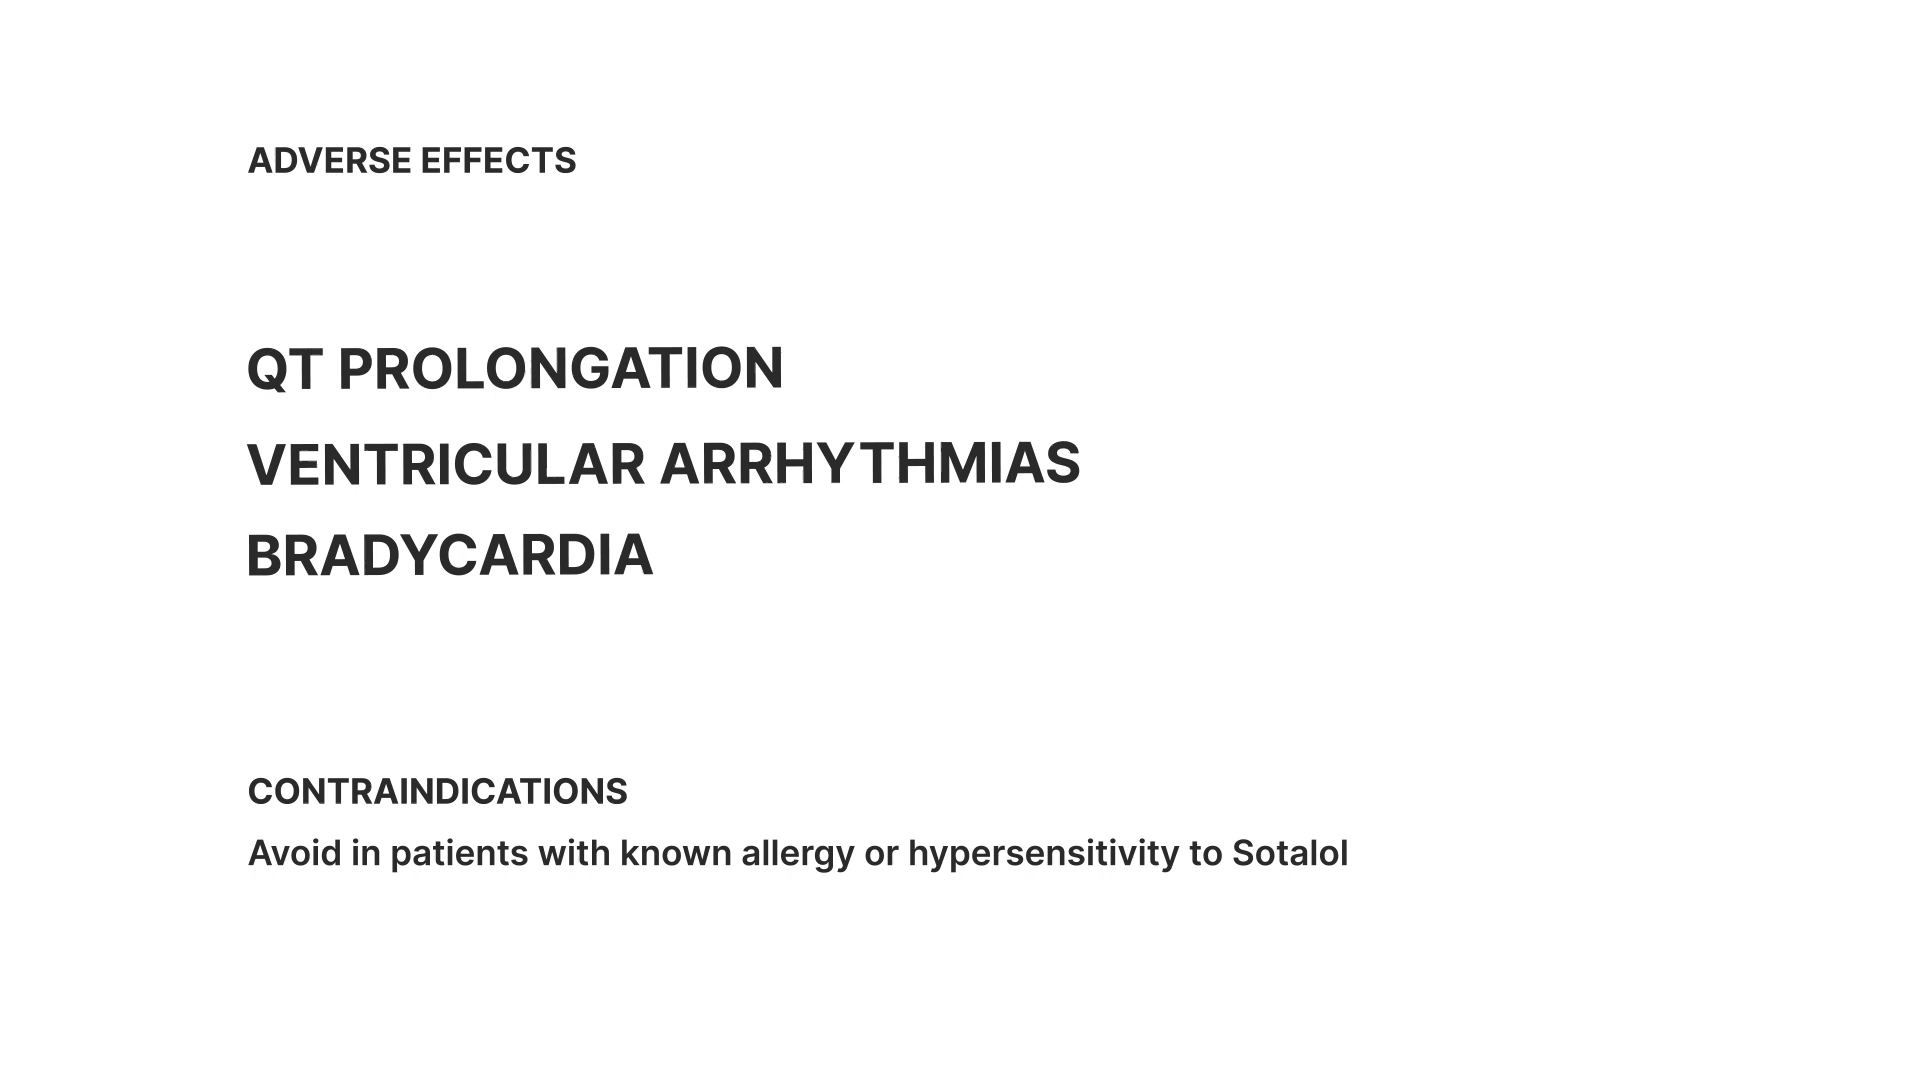 ADVERSE EFFECTS
QT PROLONGATION
VENTRICULAR ARRHYTHMIAS
BRADYCARDIA
CONTRAINDICATIONS
Avoid in patients with known allergy or hypersensitivity to Sotalol